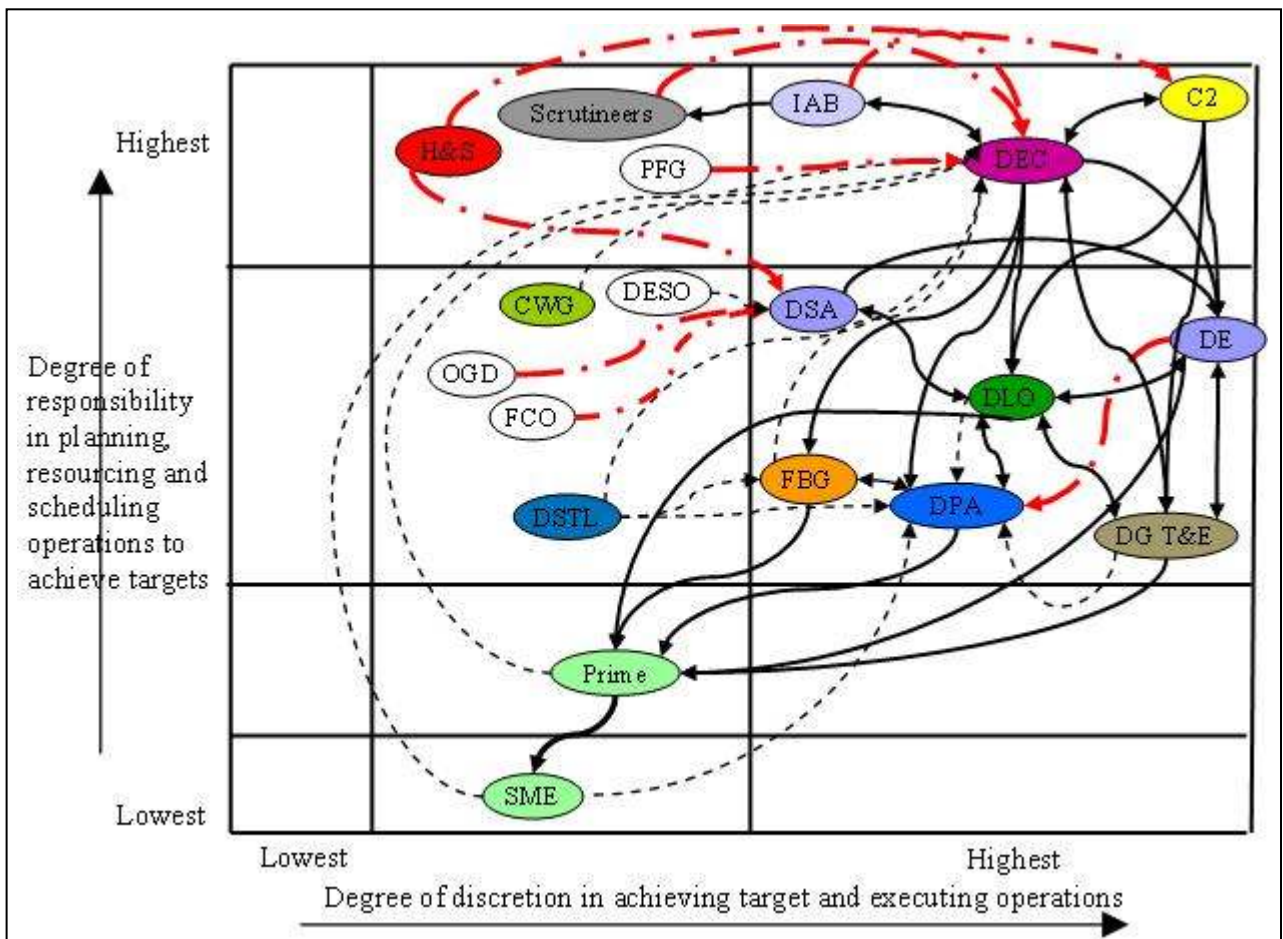 IAB
C2
Scrutineers
Highest
H&S
DEC
PFG
DESO
CWG
DSA
DE
Degree of
responsibility
in planning,
resourcing and
scheduling
operations to
achieve targets
OGD
DLO
FCO
FBG
DSTL
DPA
DG T&E
Prime
SME
Lowest
Lowest
Highest
Degree of discretion in achieving target and executing operations